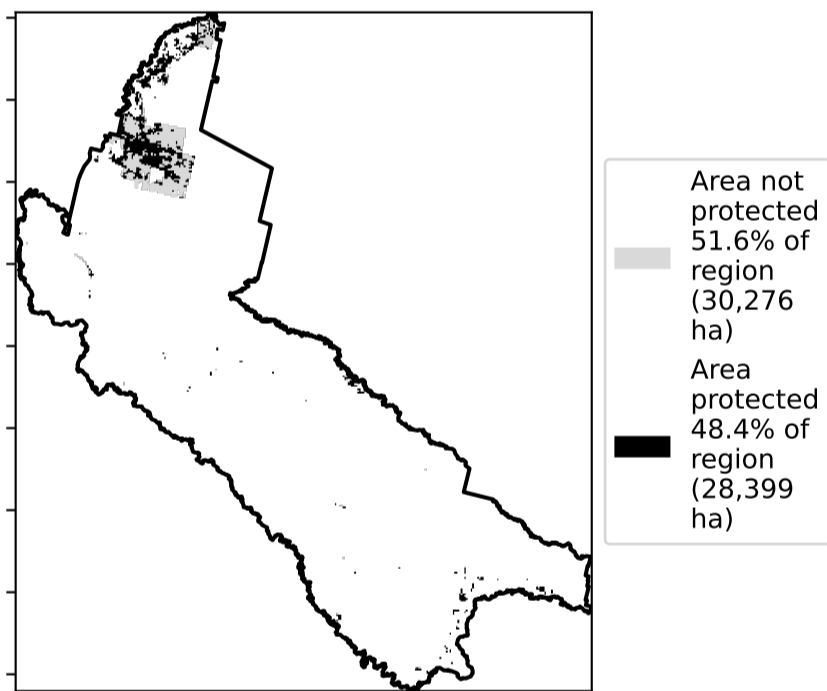 Area not
protected
51.6% of
region
(30,276
ha)
Area
protected
48.4% of
region
(28,399
ha)